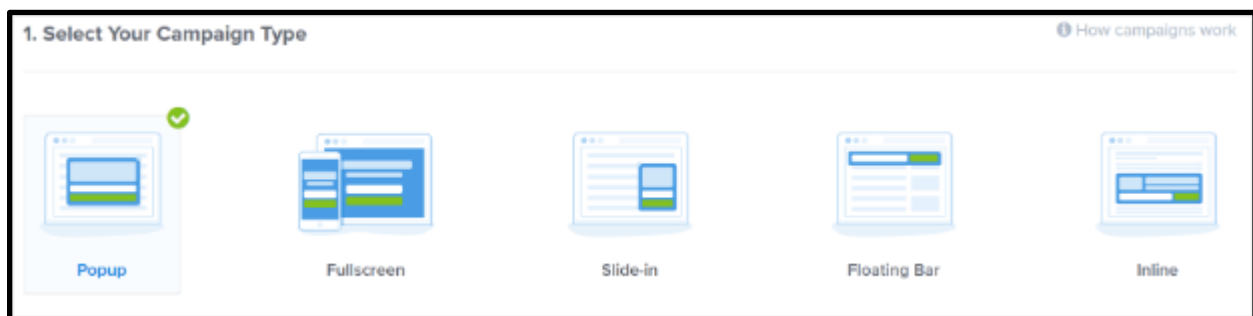 1. Select Your Campaign Type
How campaigns work
Popup
Fullscreen
Slide-in
Floating Bar
Inline